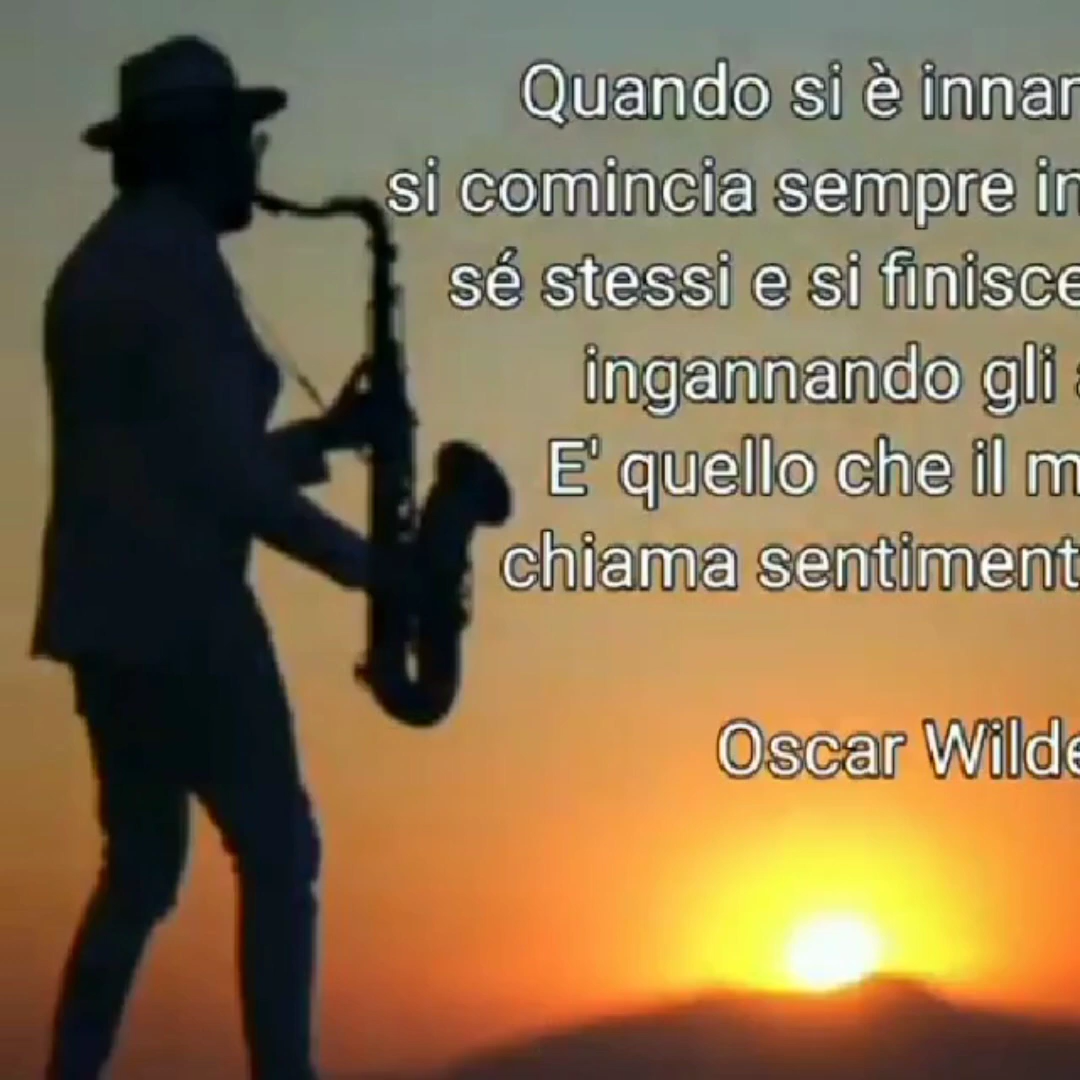 Quando si è innar
si comincia sempre in
sé stessi e si finisce
ingannando gli a
E' quello che il m
chiama sentiment
Oscar Wilde